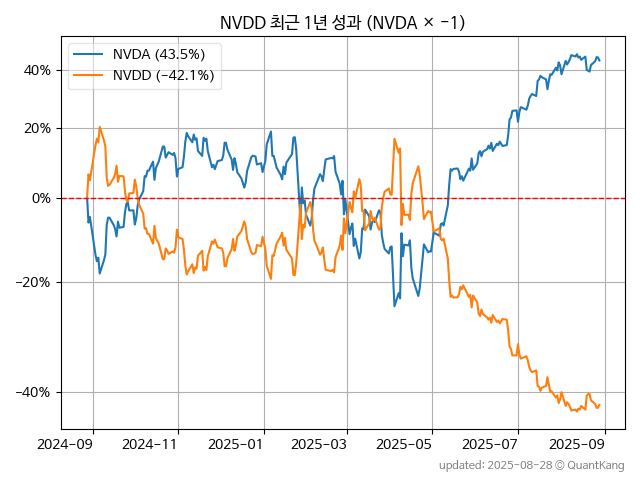 NVDD 최근 1년 성과 (NVDA × -1)
NVDA (43.5%)
NVDD (-42.1%)
40%
20%
0%
-20%
-40%
2024-09 2024-11 2025-01 2025-03 2025-05 2025-07 2025-09
updated: 2025-08-28 © QuantKang